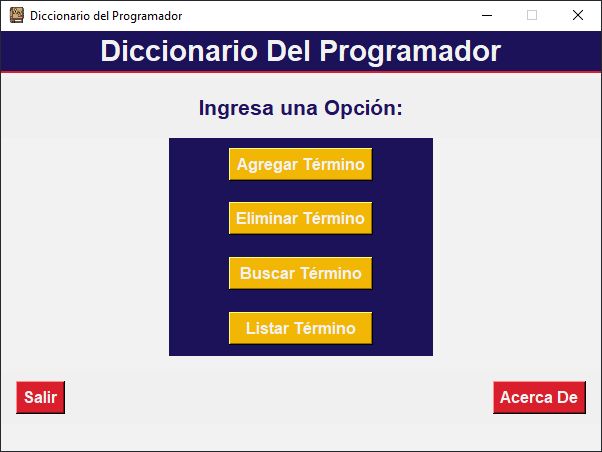 Diccionario del Programador
Diccionario Del Programador
Ingresa una Opción:
Agregar Término
Eliminar Término
Buscar Término
Listar Término
Salir
Acerca De